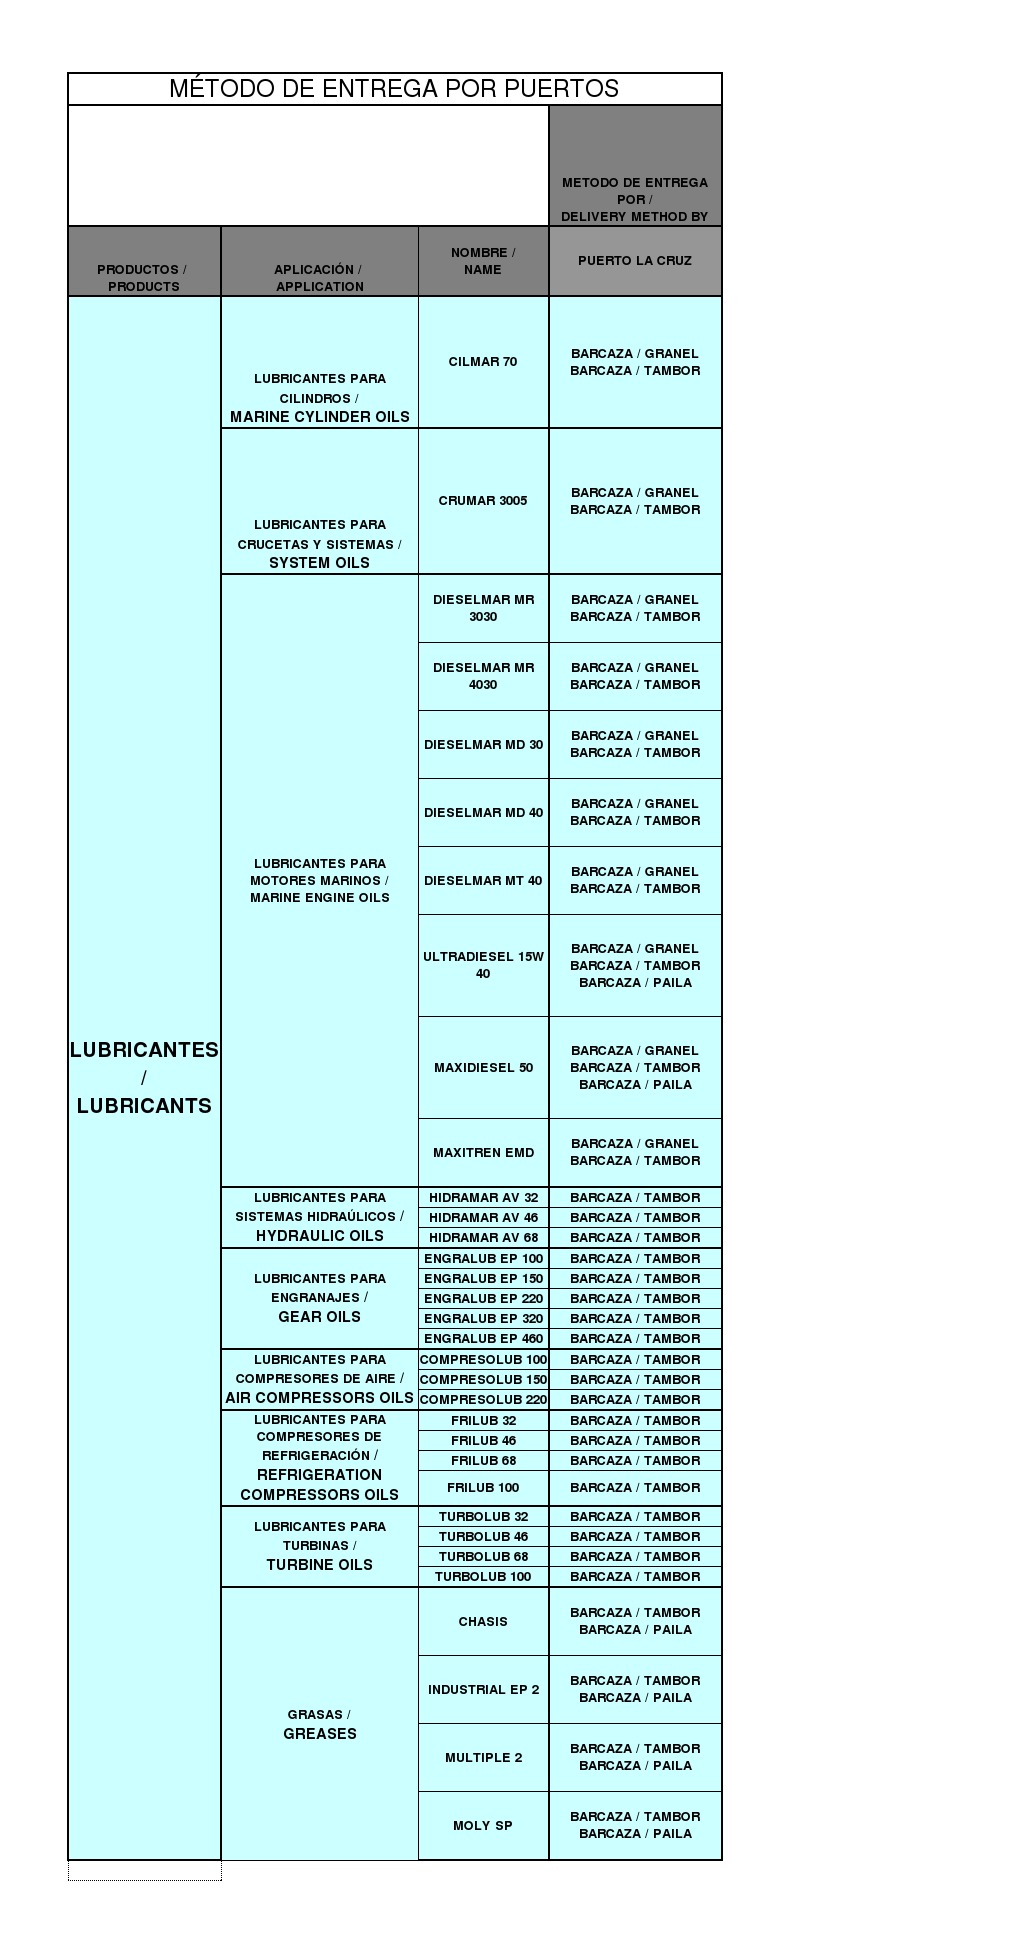 MÉTODO DE ENTREGA POR PUERTOS
METODO DE ENTREGA
POR /
DELIVERY METHOD BY
PRODUCTOS /
PRODUCTS
APLICACIÓN /
APPLICATION
NOMBRE /
NAME
PUERTO LA CRUZ
LUBRICANTES
/
LUBRICANTS
LUBRICANTES PARA
CILINDROS /
MARINE CYLINDER OILS
CILMAR 70
BARCAZA / GRANEL
BARCAZA / TAMBOR
LUBRICANTES PARA
CRUCETAS Y SISTEMAS /
SYSTEM OILS
CRUMAR 3005
BARCAZA / GRANEL
BARCAZA / TAMBOR
LUBRICANTES PARA
MOTORES MARINOS /
MARINE ENGINE OILS
DIESELMAR MR
3030
BARCAZA / GRANEL
BARCAZA / TAMBOR
DIESELMAR MR
4030
BARCAZA / GRANEL
BARCAZA / TAMBOR
DIESELMAR MD 30
BARCAZA / GRANEL
BARCAZA / TAMBOR
DIESELMAR MD 40
BARCAZA / GRANEL
BARCAZA / TAMBOR
DIESELMAR MT 40
BARCAZA / GRANEL
BARCAZA / TAMBOR
ULTRADIESEL 15W
40
BARCAZA / GRANEL
BARCAZA / TAMBOR
BARCAZA / PAILA
MAXIDIESEL 50
BARCAZA / GRANEL
BARCAZA / TAMBOR
BARCAZA / PAILA
MAXITREN EMD
BARCAZA / GRANEL
BARCAZA / TAMBOR
LUBRICANTES PARA
SISTEMAS HIDRAÚLICOS /
HYDRAULIC OILS
HIDRAMAR AV 32
BARCAZA / TAMBOR
HIDRAMAR AV 46
BARCAZA / TAMBOR
HIDRAMAR AV 68
BARCAZA / TAMBOR
LUBRICANTES PARA
ENGRANAJES /
GEAR OILS
ENGRALUB EP 100
BARCAZA / TAMBOR
ENGRALUB EP 150
BARCAZA / TAMBOR
ENGRALUB EP 220
BARCAZA / TAMBOR
ENGRALUB EP 320
BARCAZA / TAMBOR
ENGRALUB EP 460
BARCAZA / TAMBOR
LUBRICANTES PARA
COMPRESORES DE AIRE /
AIR COMPRESSORS OILS
COMPRESOLUB 100
BARCAZA / TAMBOR
COMPRESOLUB 150
BARCAZA / TAMBOR
COMPRESOLUB 220
BARCAZA / TAMBOR
LUBRICANTES PARA
COMPRESORES DE
REFRIGERACIÓN /
REFRIGERATION
COMPRESSORS OILS
FRILUB 32
BARCAZA / TAMBOR
FRILUB 46
BARCAZA / TAMBOR
FRILUB 68
BARCAZA / TAMBOR
FRILUB 100
BARCAZA / TAMBOR
LUBRICANTES PARA
TURBINAS /
TURBINE OILS
TURBOLUB 32
BARCAZA / TAMBOR
TURBOLUB 46
BARCAZA / TAMBOR
TURBOLUB 68
BARCAZA / TAMBOR
TURBOLUB 100
BARCAZA / TAMBOR
GRASAS /
GREASES
CHASIS
BARCAZA / TAMBOR
BARCAZA / PAILA
INDUSTRIAL EP 2
BARCAZA / TAMBOR
BARCAZA / PAILA
MULTIPLE 2
BARCAZA / TAMBOR
BARCAZA / PAILA
MOLY SP
BARCAZA / TAMBOR
BARCAZA / PAILA